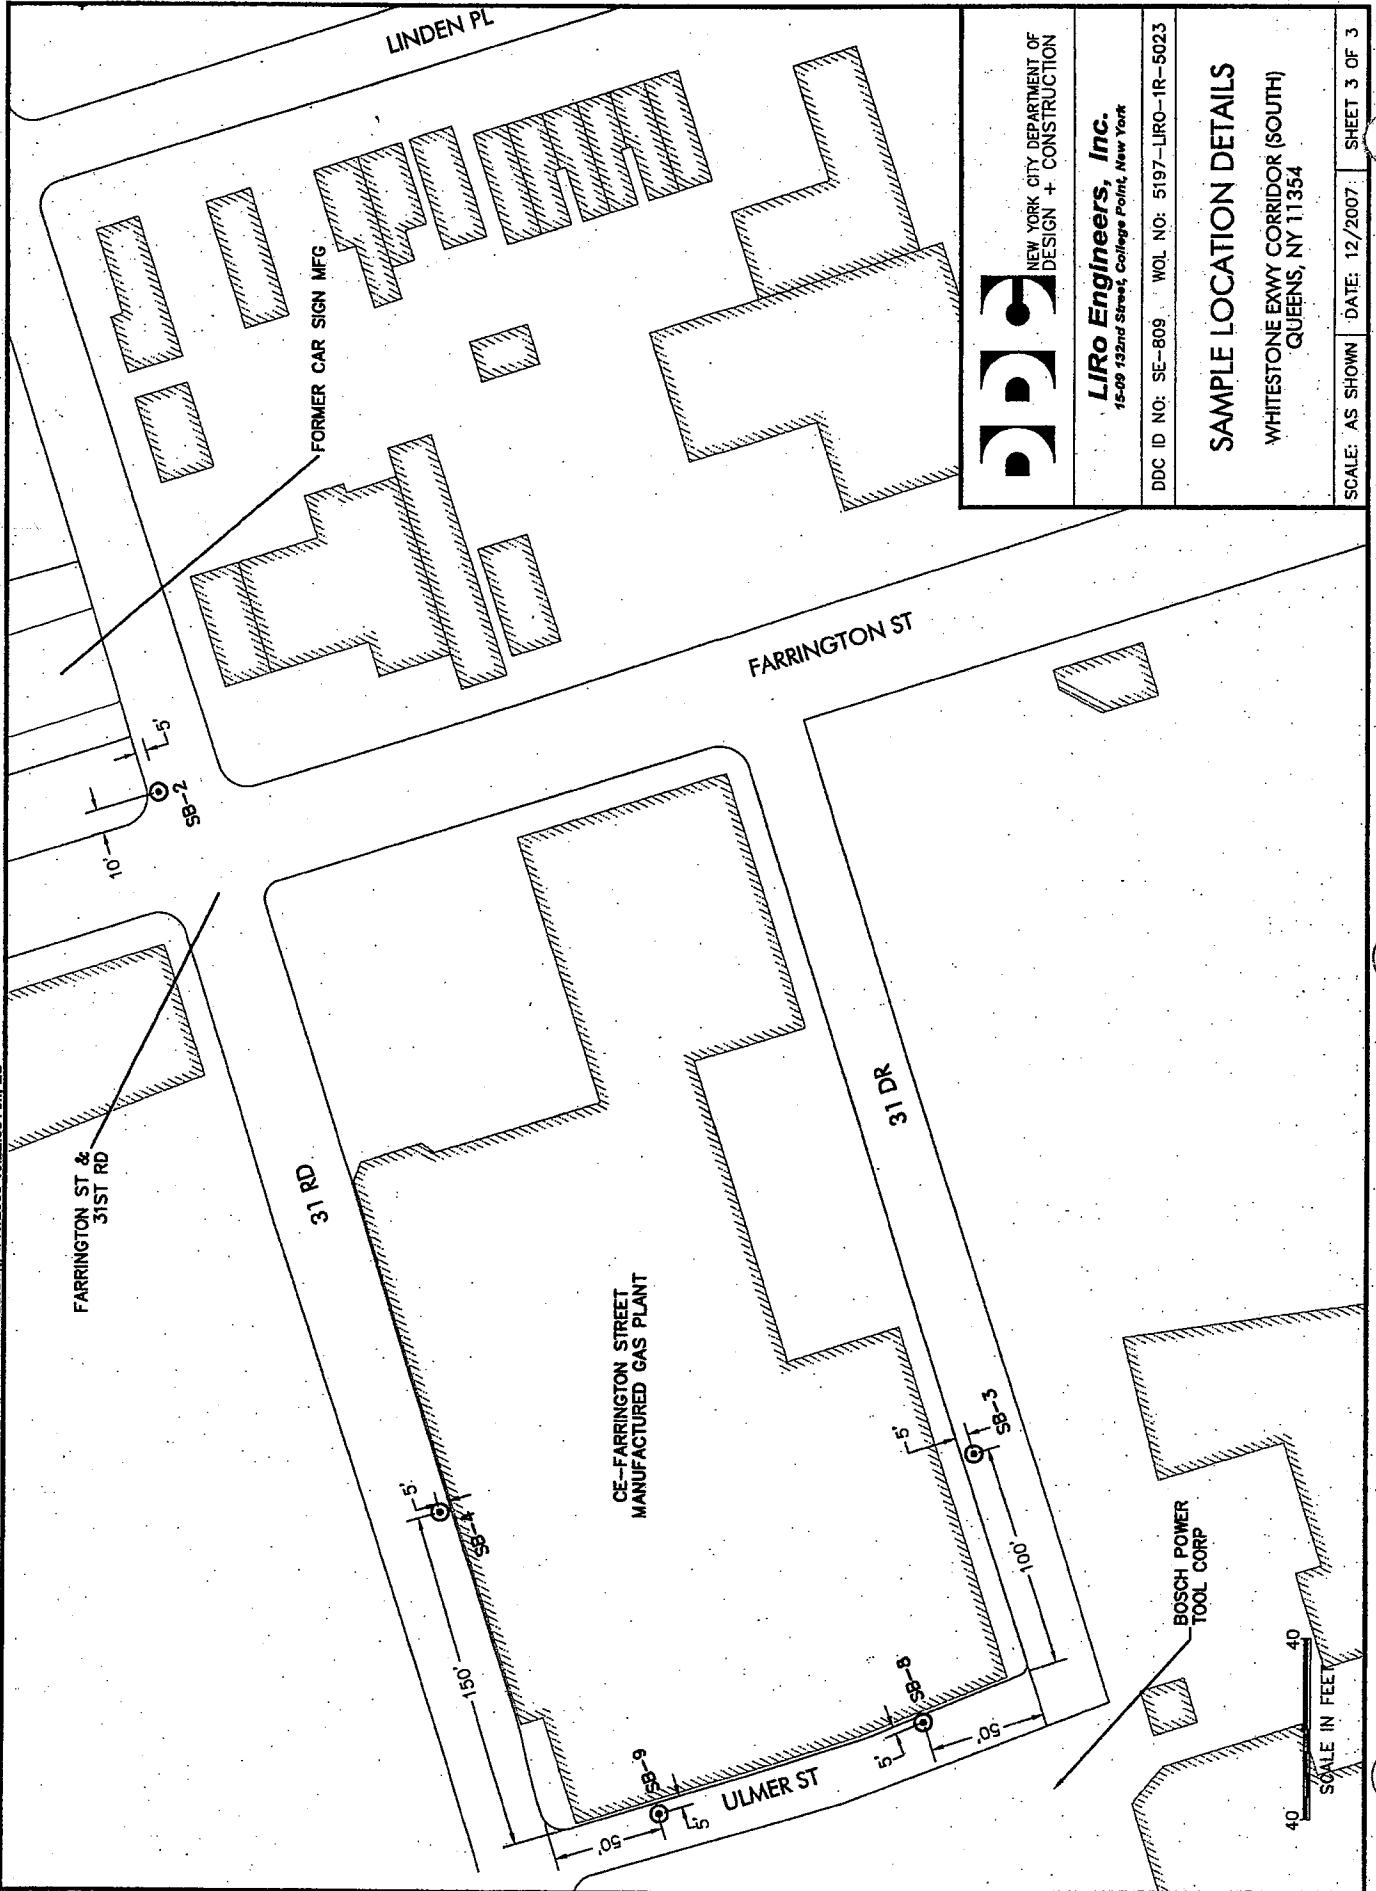 LINDEN PL
FORMER CAR SIGN MFG
FARRINGTON ST
5'
10'
SB-2
FARRINGTON ST &
31ST RD
31 RD
31 DR
CE-FARRINGTON STREET
MANUFACTURED GAS PLANT
5'
SB-4
150'
5'
SB-3
100'
SB-8
5'
50'
SB-9
5'
50'
ULMER ST
BOSCH POWER
TOOL CORP
40
40
SCALE IN FEET
DDC
NEW YORK CITY DEPARTMENT OF
DESIGN + CONSTRUCTION
LIRo Engineers, Inc.
15-09 132nd Street, College Point, New York
DDC ID NO: SE-809 WOL NO: 5197-LIRO-1R-5023
SAMPLE LOCATION DETAILS
WHITESTONE EXWY CORRIDOR (SOUTH)
QUEENS, NY 11354
SCALE: AS SHOWN DATE: 12/2007 SHEET 3 OF 3